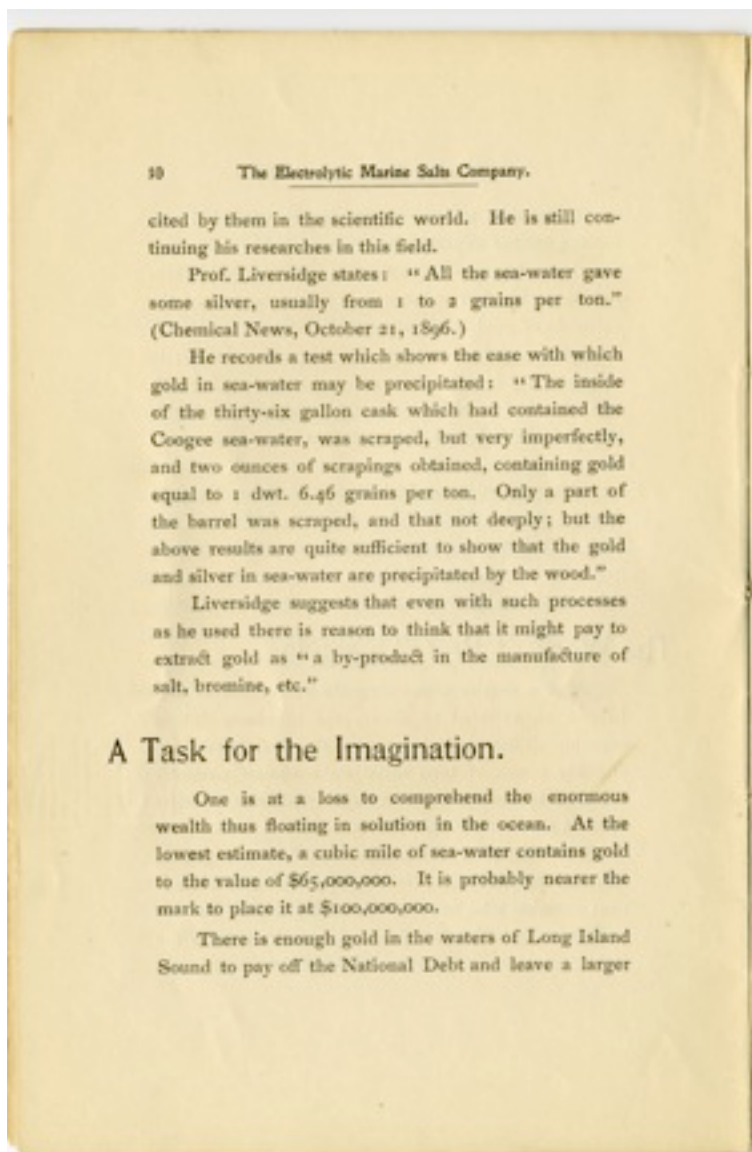 10 The Electrolytic Marine Salts Company.
cited by them in the scientific world. He is still con-
tinuing his researches in this field.
Prof. Liversidge states: "All the sea-water gave
some silver, usually from 1 to 2 grains per ton."
(Chemical News, October 21, 1896.)
He records a test which shows the ease with which
gold in sea-water may be precipitated: "The inside
of the thirty-six gallon cask which had contained the
Coogee sea-water, was scraped, but very imperfectly,
and two ounces of scrapings obtained, containing gold
equal to 1 dwt. 6.46 grains per ton. Only a part of
the barrel was scraped, and that not deeply; but the
above results are quite sufficient to show that the gold
and silver in sea-water are precipitated by the wood."
Liversidge suggests that even with such processes
as he used there is reason to think that it might pay to
extract gold as "a by-product in the manufacture of
salt, bromine, etc."
A Task for the Imagination.
One is at a loss to comprehend the enormous
wealth thus floating in solution in the ocean. At the
lowest estimate, a cubic mile of sea-water contains gold
to the value of $65,000,000. It is probably nearer the
mark to place it at $100,000,000.
There is enough gold in the waters of Long Island
Sound to pay off the National Debt and leave a larger